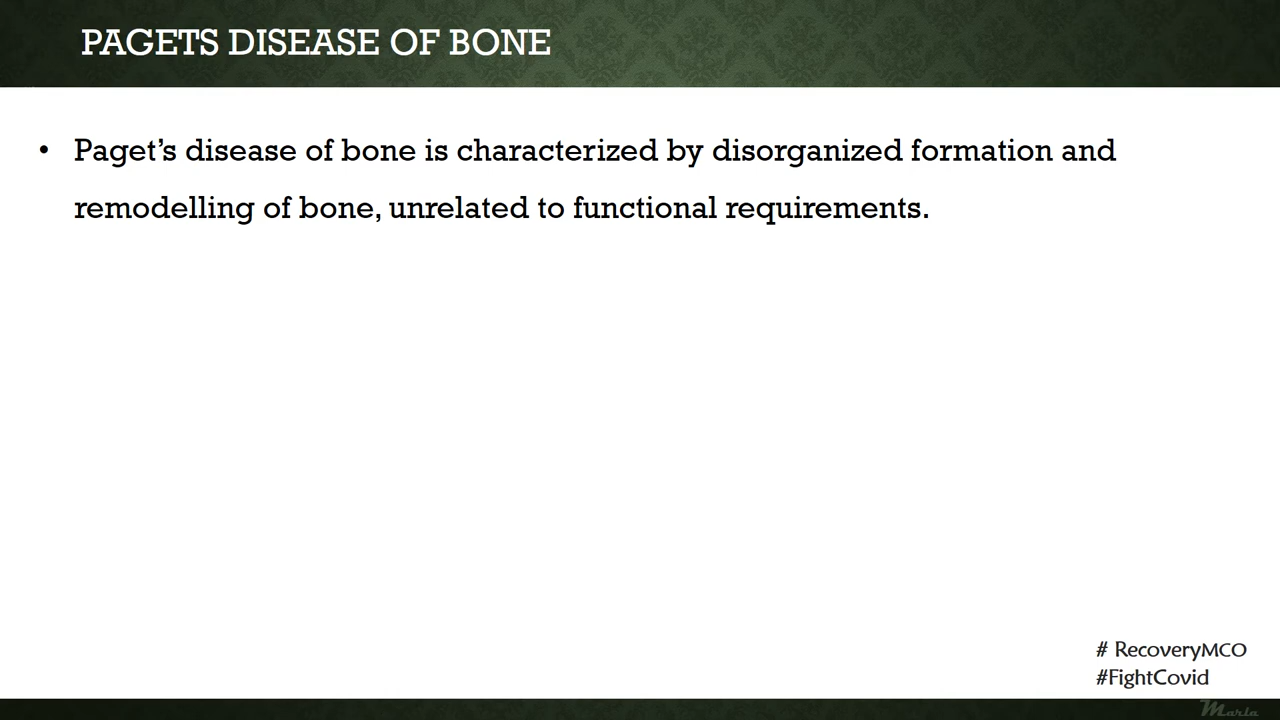 PAGETS DISEASE OF BONE
• Paget’s disease of bone is characterized by disorganized formation and
remodelling of bone, unrelated to functional requirements.
# RecoveryMCO
#FightCovid
Marla